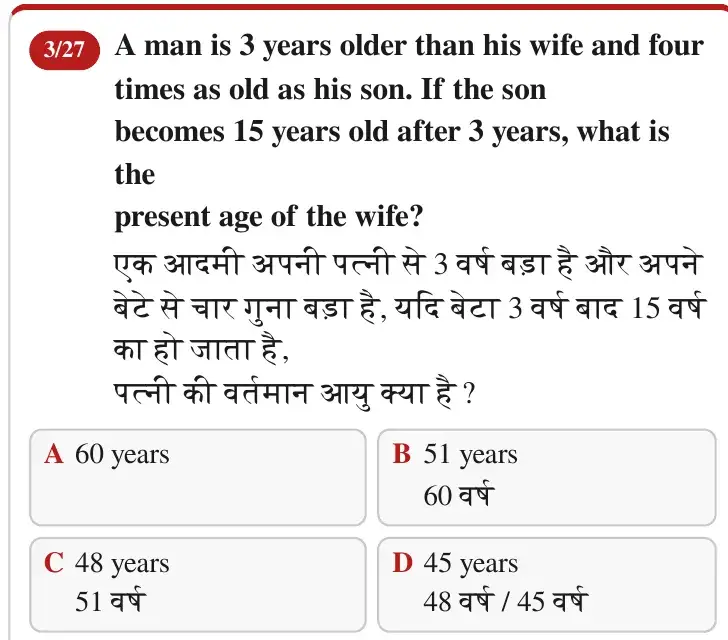 3/27 A man is 3 years older than his wife and four
times as old as his son. If the son
becomes 15 years old after 3 years, what is
the
present age of the wife?
एक आदमी अपनी पत्नी से 3 वर्ष बड़ा है और अपने
बेटे से चार गुना बड़ा है, यदि बेटा 3 वर्ष बाद 15 वर्ष
का हो जाता है,
पत्नी की वर्तमान आयु क्या है ?
A 60 years
B 51 years
60 वर्ष
C 48 years
51 वर्ष
D 45 years
48 वर्ष / 45 वर्ष